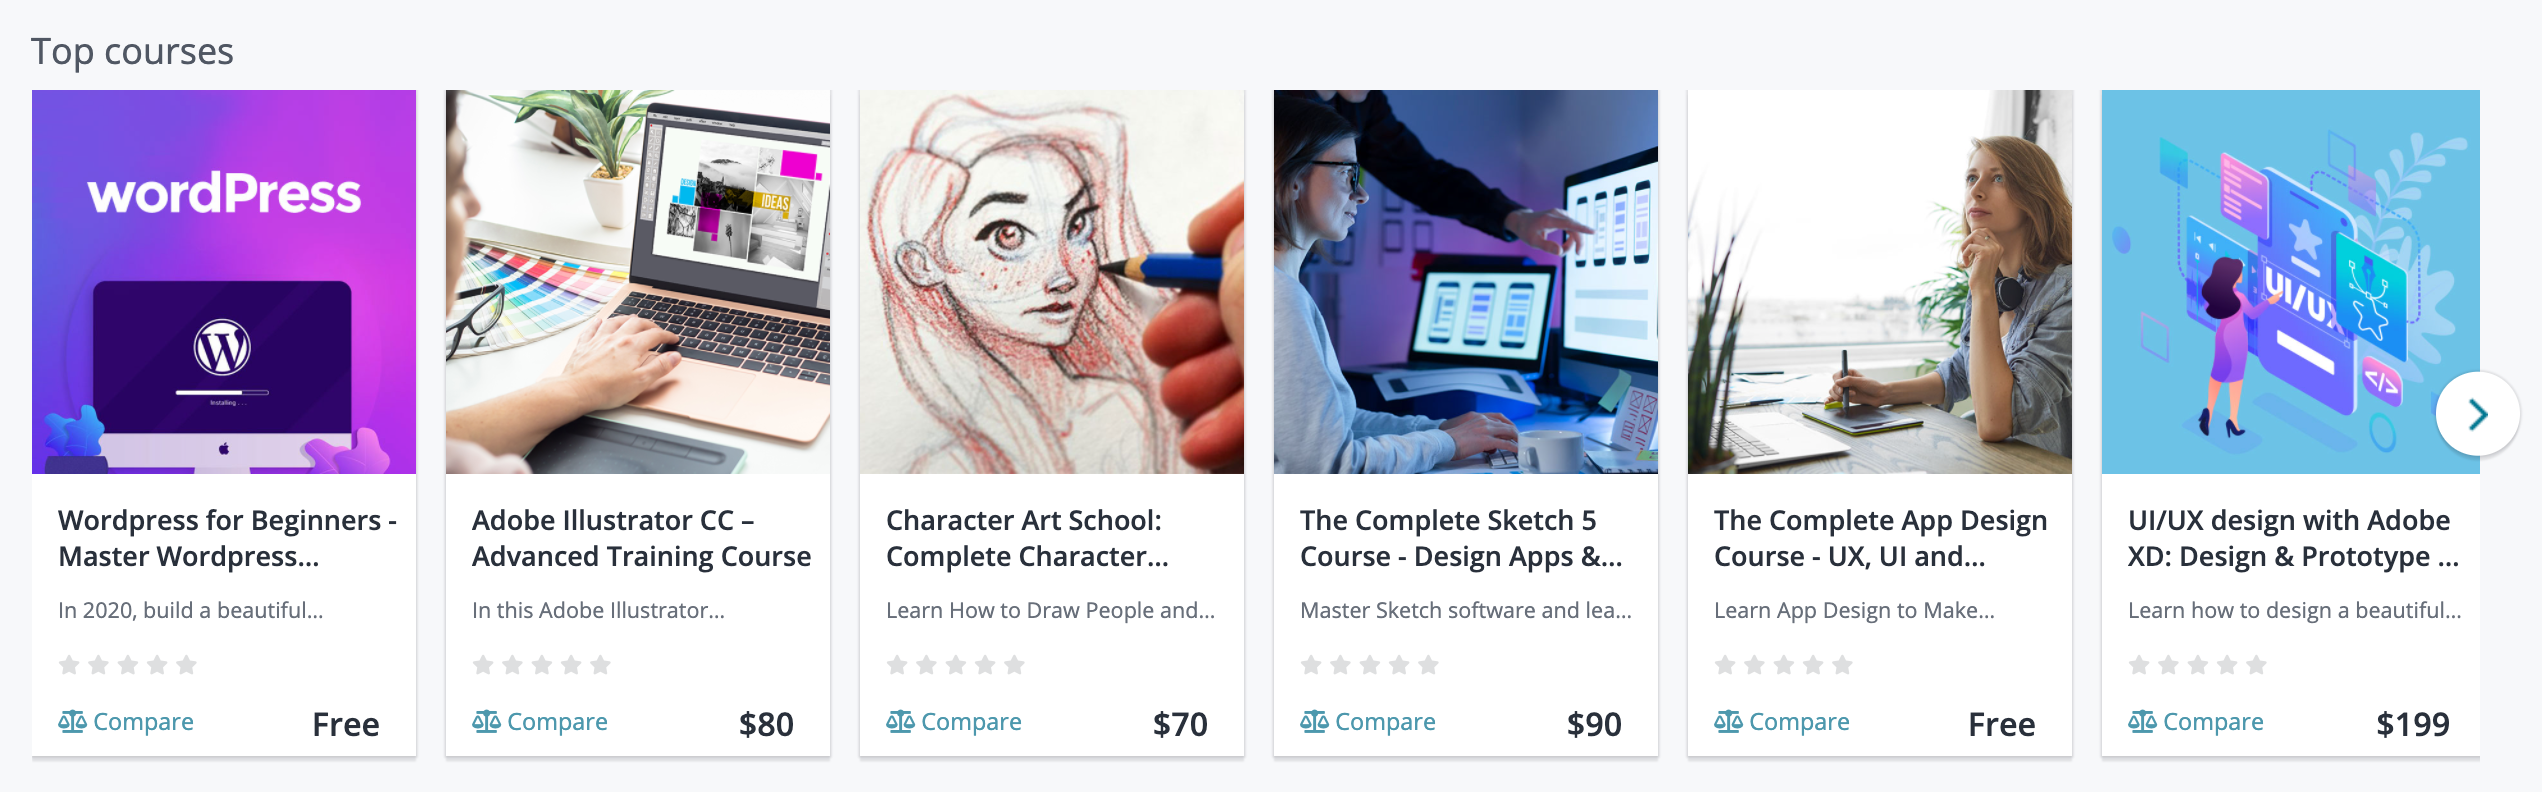 Top courses
wordPress
Installing . . .
Wordpress for Beginners -
Master Wordpress...
In 2020, build a beautiful...
Compare
Free
DESIGN
IDEAS
Adobe Illustrator CC –
Advanced Training Course
In this Adobe Illustrator...
Compare
$80
Character Art School:
Complete Character...
Learn How to Draw People and...
Compare
$70
The Complete Sketch 5
Course - Design Apps &...
Master Sketch software and lea...
Compare
$90
The Complete App Design
Course - UX, UI and...
Learn App Design to Make...
Compare
Free
UI/UX
</>
UI/UX design with Adobe
XD: Design & Prototype ...
Learn how to design a beautiful...
Compare
$199